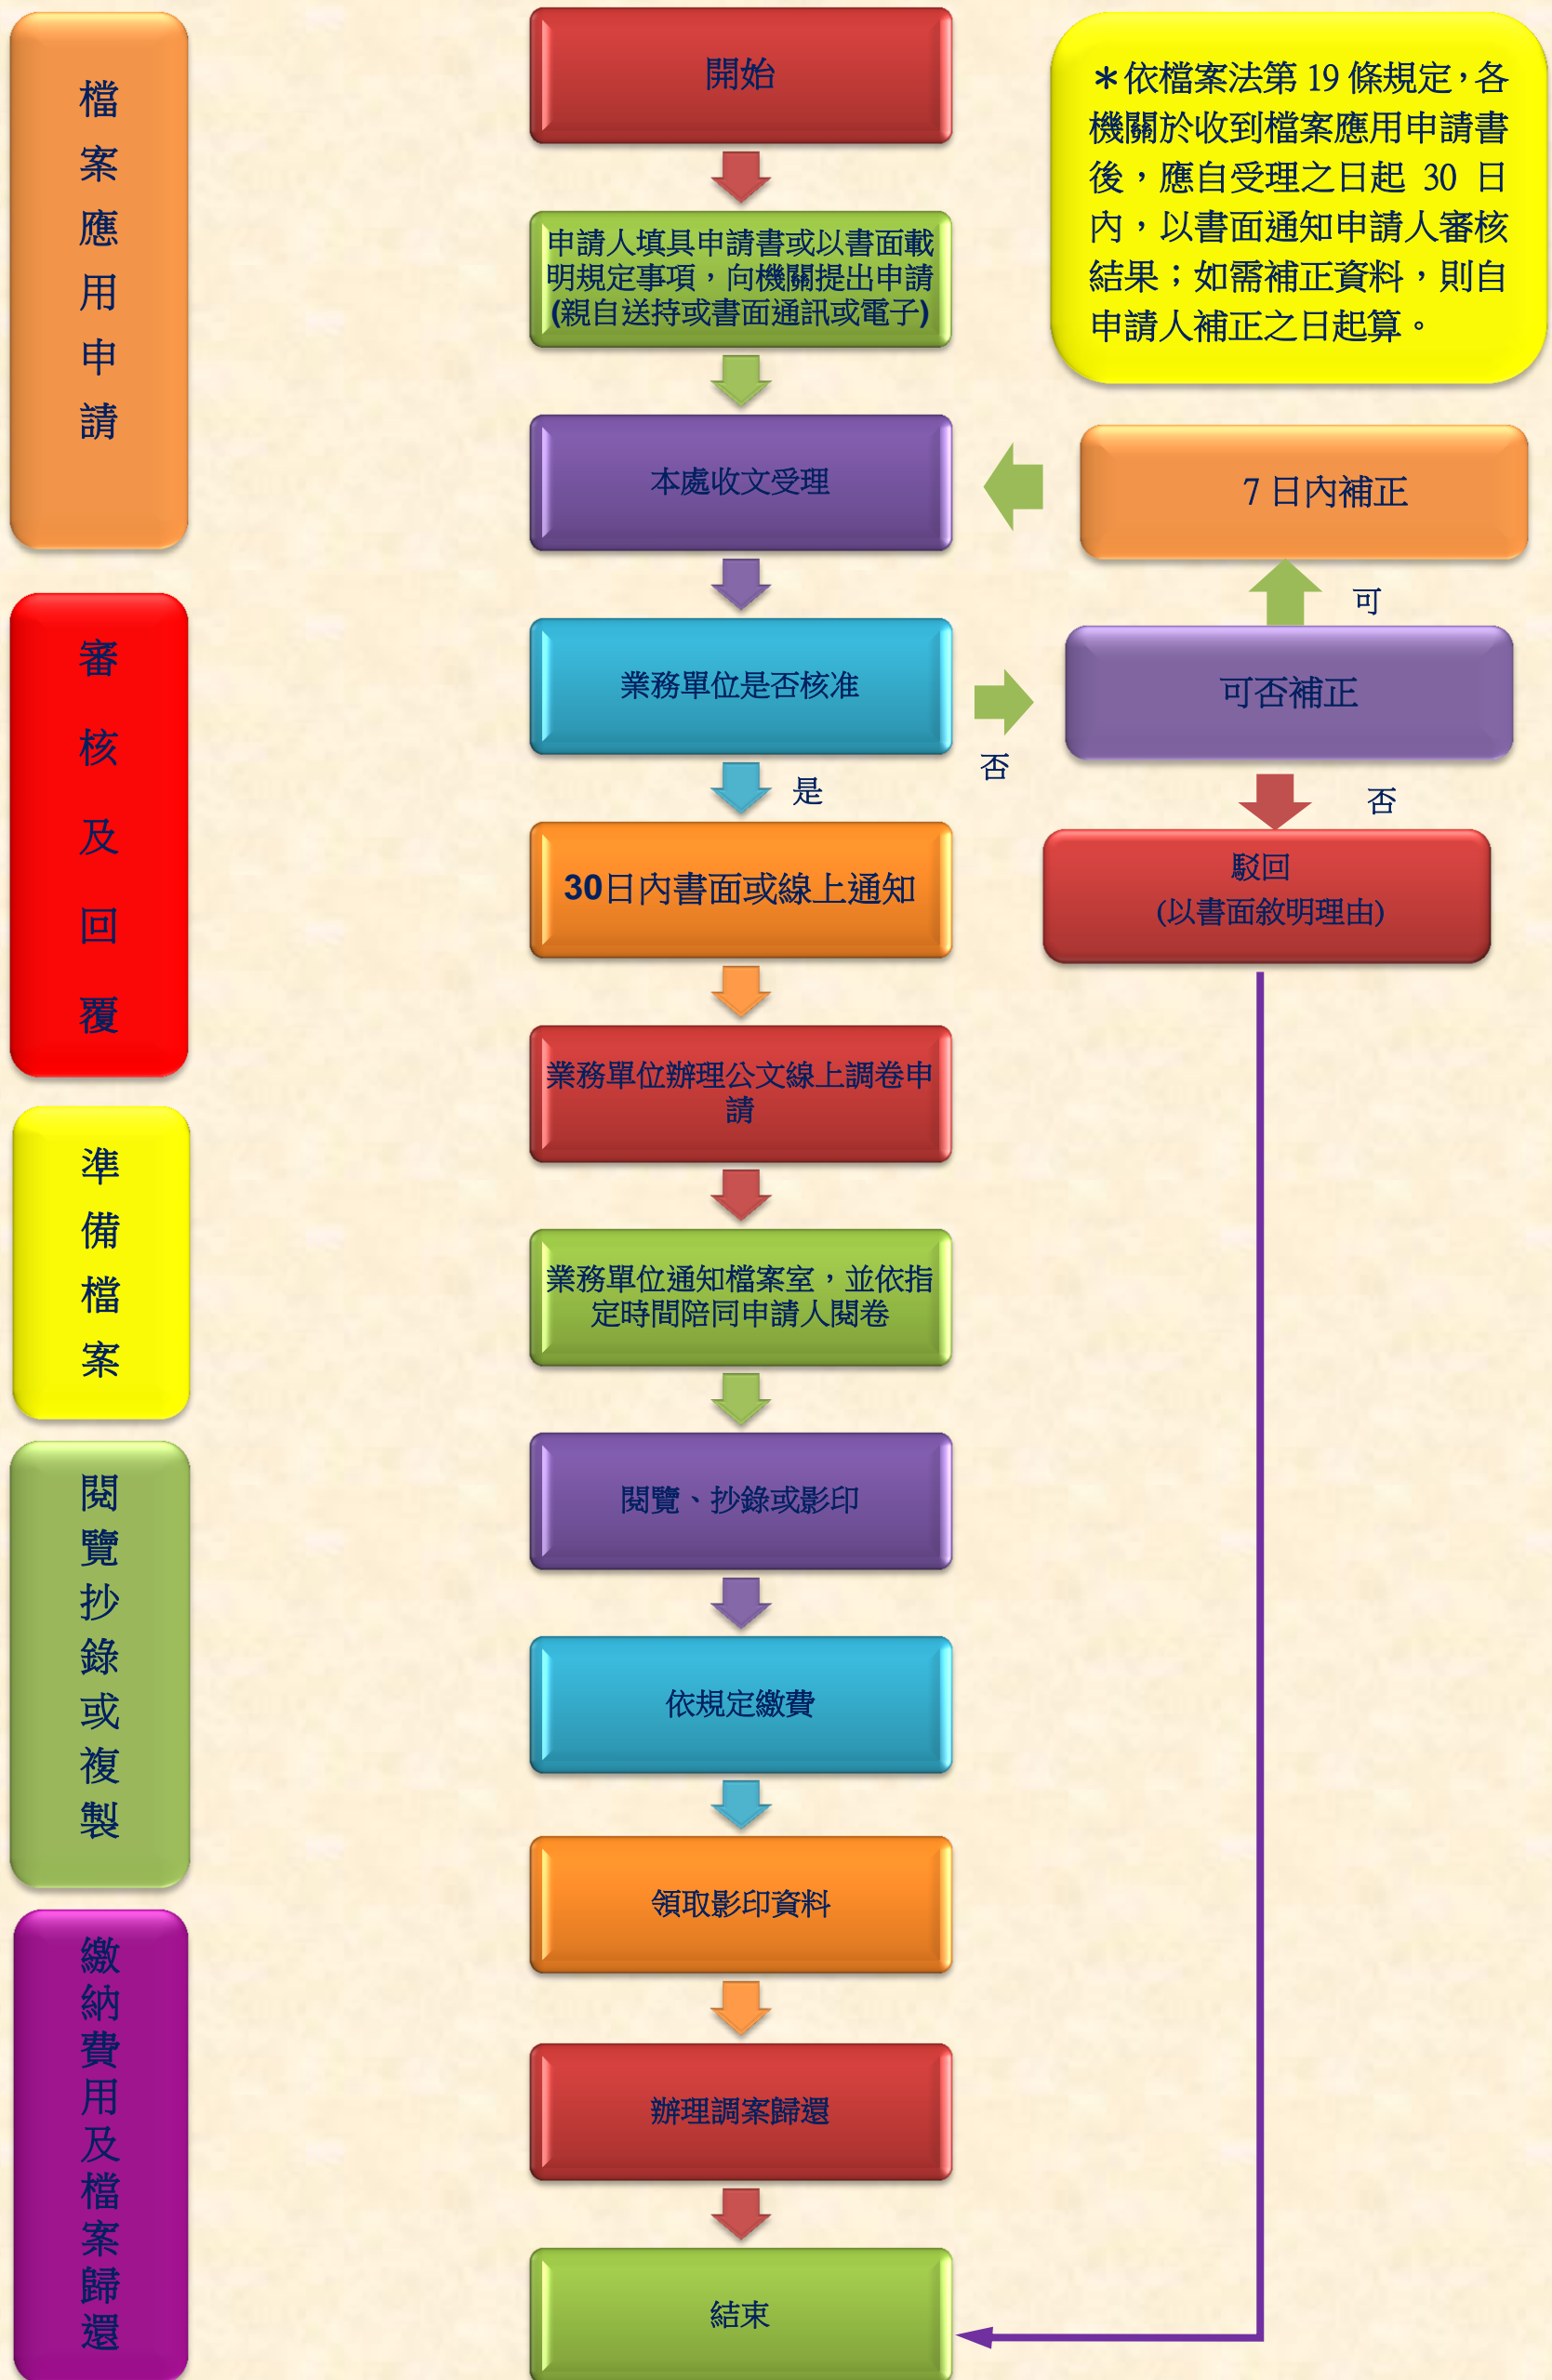 檔案應用申請
開始
＊依檔案法第 19 條規定，各
機關於收到檔案應用申請書
後，應自受理之日起 30 日
內，以書面通知申請人審核
結果；如需補正資料，則自
申請人補正之日起算。
申請人填具申請書或以書面載
明規定事項，向機關提出申請
(親自送持或書面通訊或電子)
本處收文受理
7 日內補正
可
審核及回覆
業務單位是否核准
否
可否補正
是
否
30日內書面或線上通知
駁回
(以書面敘明理由)
業務單位辦理公文線上調卷申
請
準備檔案
業務單位通知檔案室，並依指
定時間陪同申請人閱卷
閱覽抄錄或複製
閱覽、抄錄或影印
依規定繳費
繳納費用及檔案歸還
領取影印資料
辦理調案歸還
結束